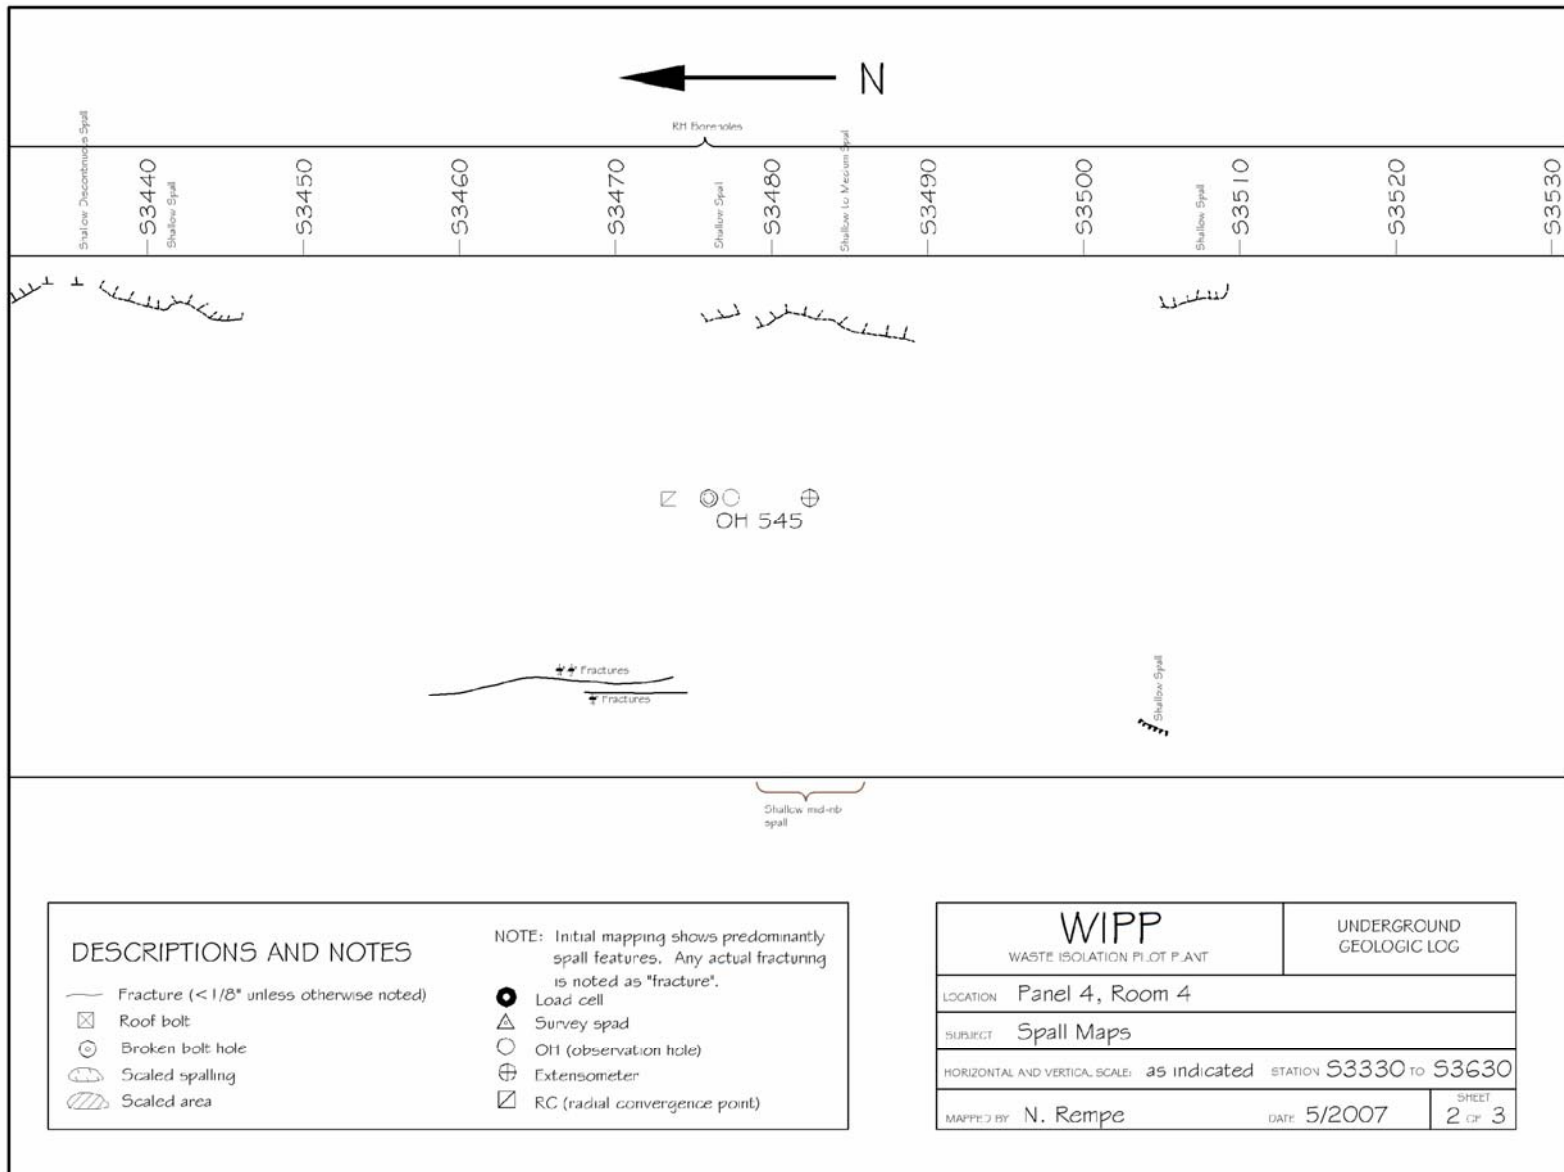 N
RH Boreholes
Shallow Discontinuous Spall
S3440
Shallow Spall
S3450
S3460
S3470
Shallow Spall
S3480
Shallow to Medium Spall
S3490
S3500
Shallow Spall
S3510
S3520
S3530
OH 545
Fractures
Fractures
Shallow Spall
Shallow mid-rib
spall
DESCRIPTIONS AND NOTES
Fracture (<1/8" unless otherwise noted)
Roof bolt
Broken bolt hole
Scaled spalling
Scaled area
NOTE: Initial mapping shows predominantly
spall features. Any actual fracturing
is noted as "fracture".
Load cell
Survey spad
OH (observation hole)
Extensometer
RC (radial convergence point)
WIPP
WASTE ISOLATION PILOT PLANT
UNDERGROUND
GEOLOGIC LOG
LOCATION Panel 4, Room 4
SUBJECT Spall Maps
HORIZONTAL AND VERTICAL SCALE: as indicated STATION S3330 TO S3630
MAPPED BY N. Rempe DATE 5/2007
SHEET
2 OF 3